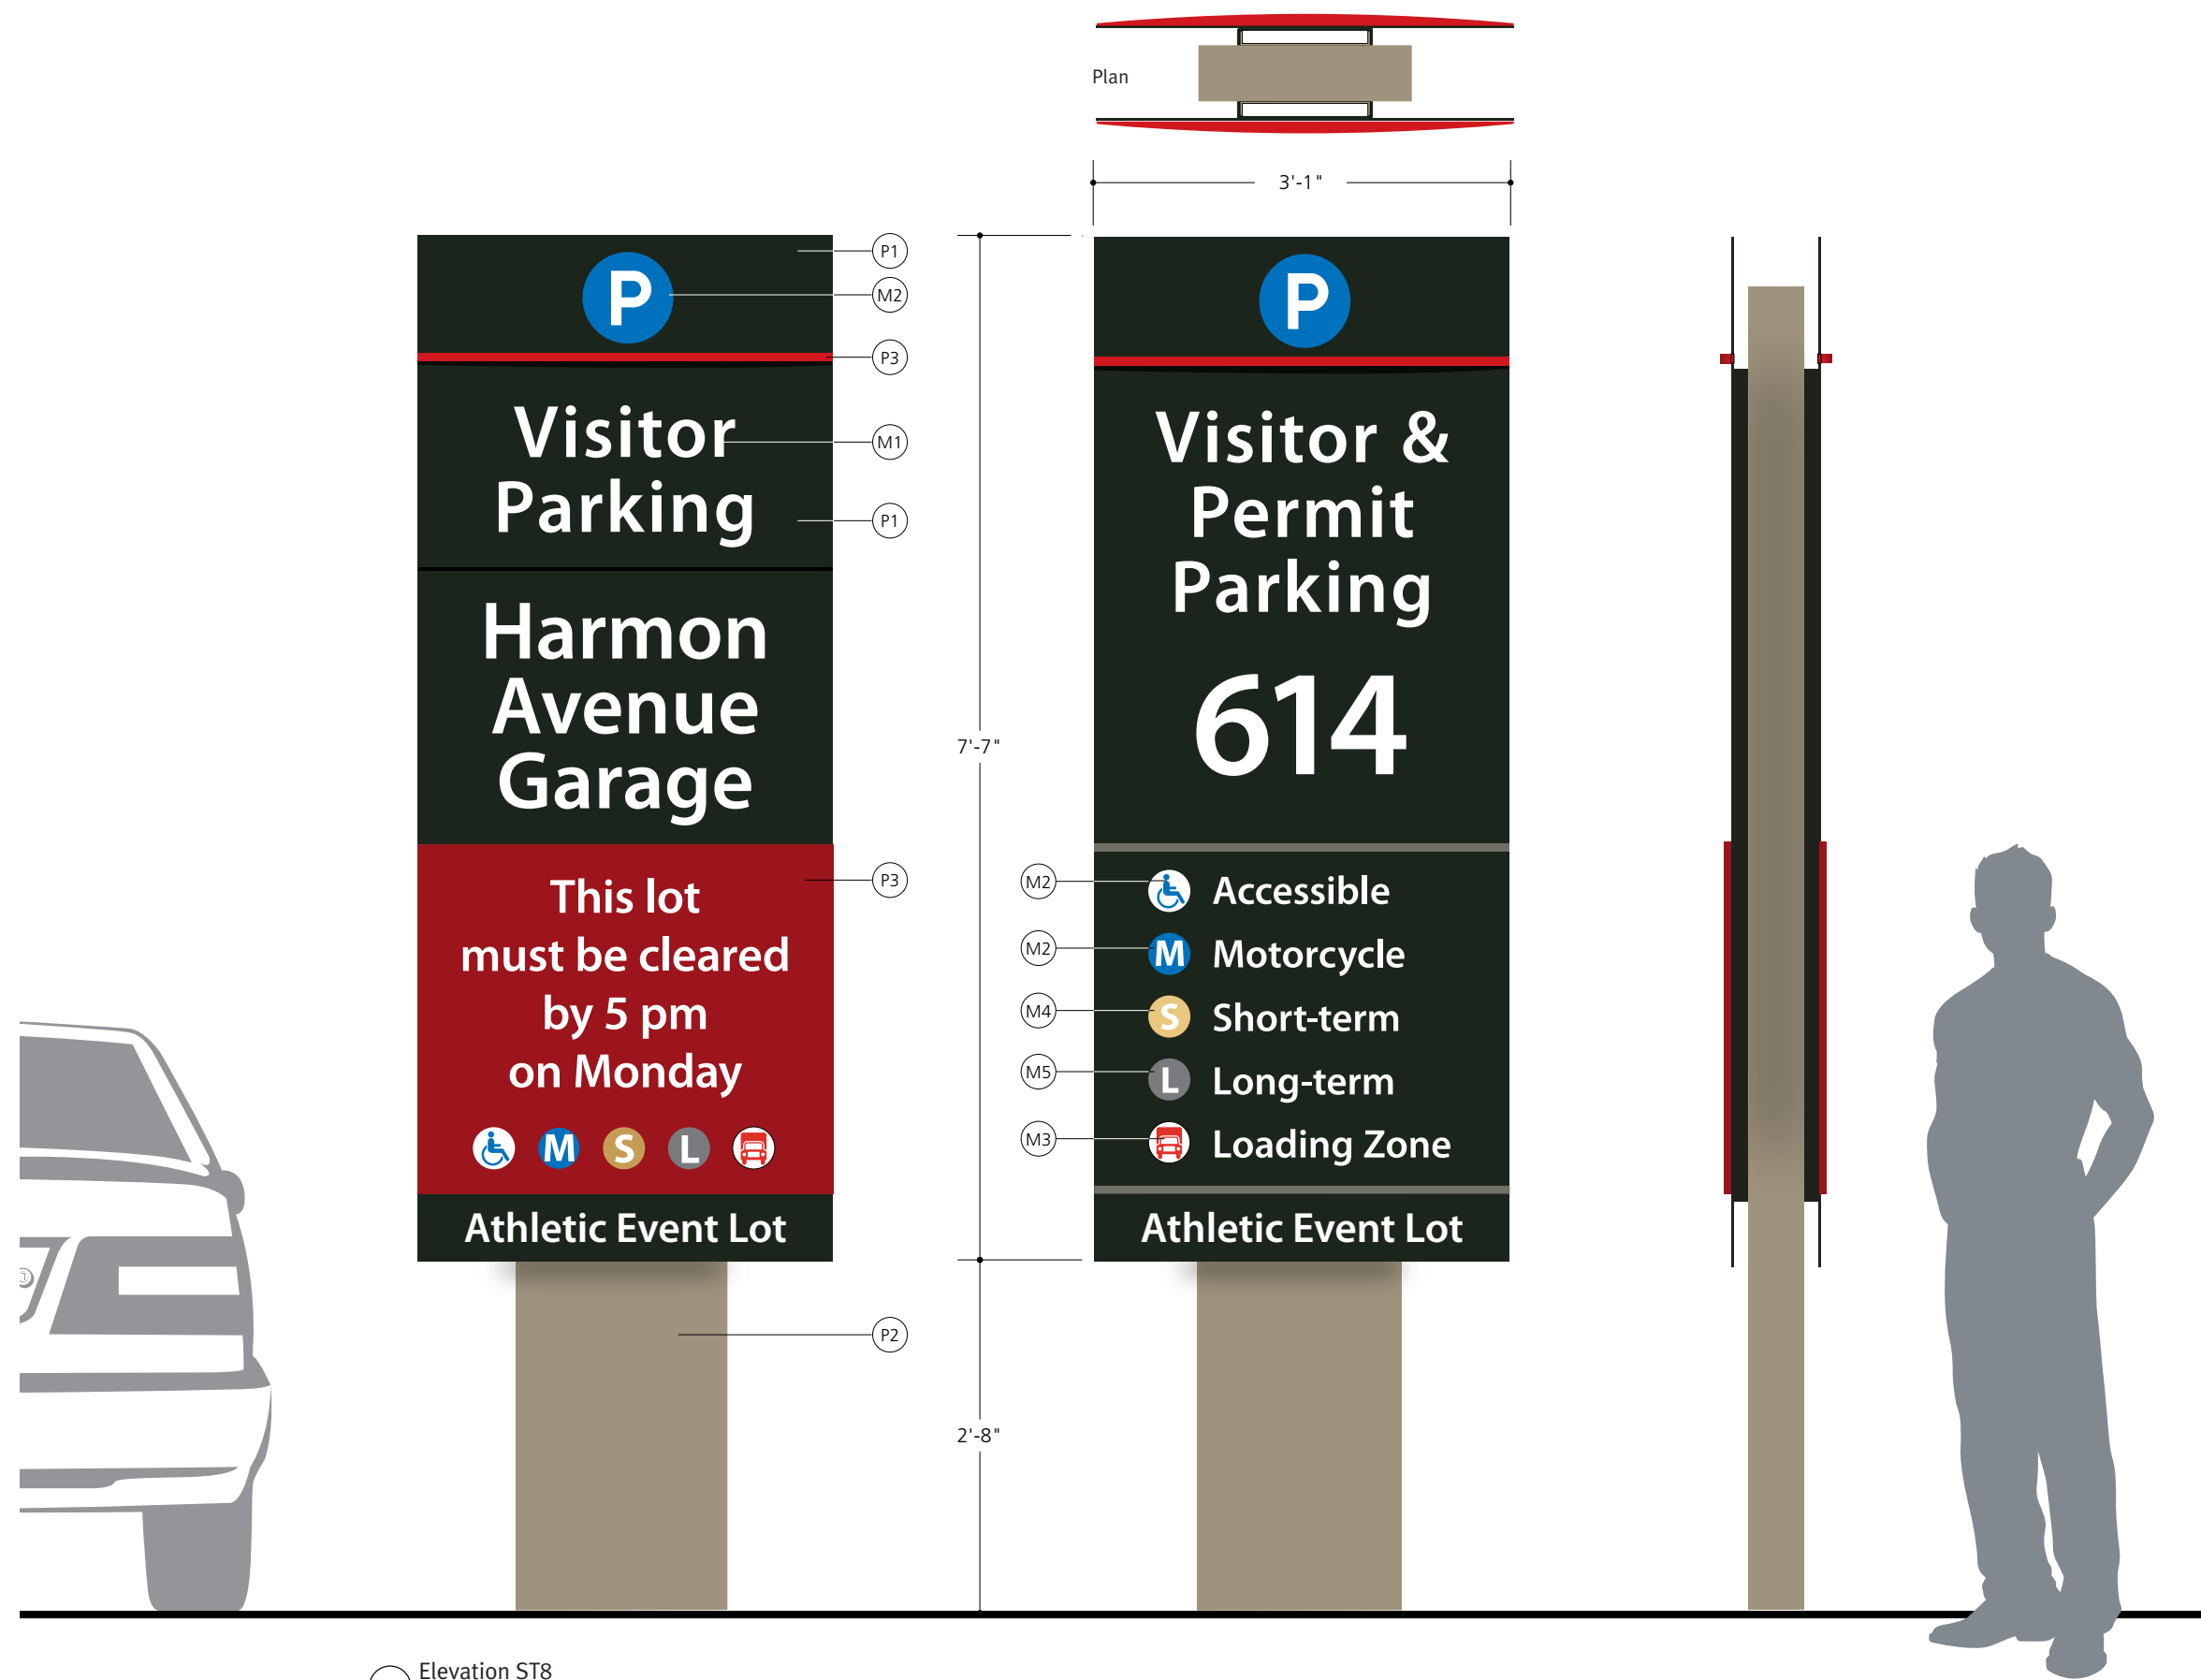 Plan
3'-1"
P
P1
M2
P3
Visitor
Parking
M1
P1
Harmon
Avenue
Garage
This lot
must be cleared
by 5 pm
on Monday
P3
M S L
Athletic Event Lot
P2
7'-7"
2'-8"
P
Visitor &
Permit
Parking
614
M2 Accessible
M2 M Motorcycle
M4 S Short-term
M5 L Long-term
M3 Loading Zone
Athletic Event Lot
Elevation ST8